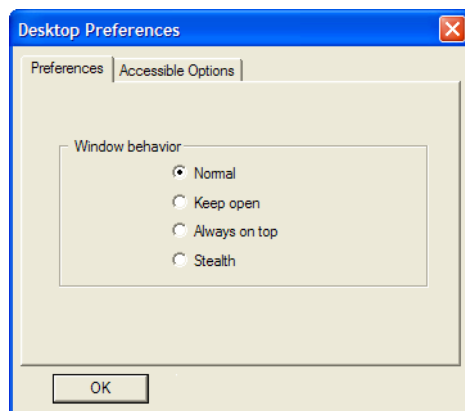 Desktop Preferences
Preferences Accessible Options
Window behavior
Normal
Keep open
Always on top
Stealth
OK